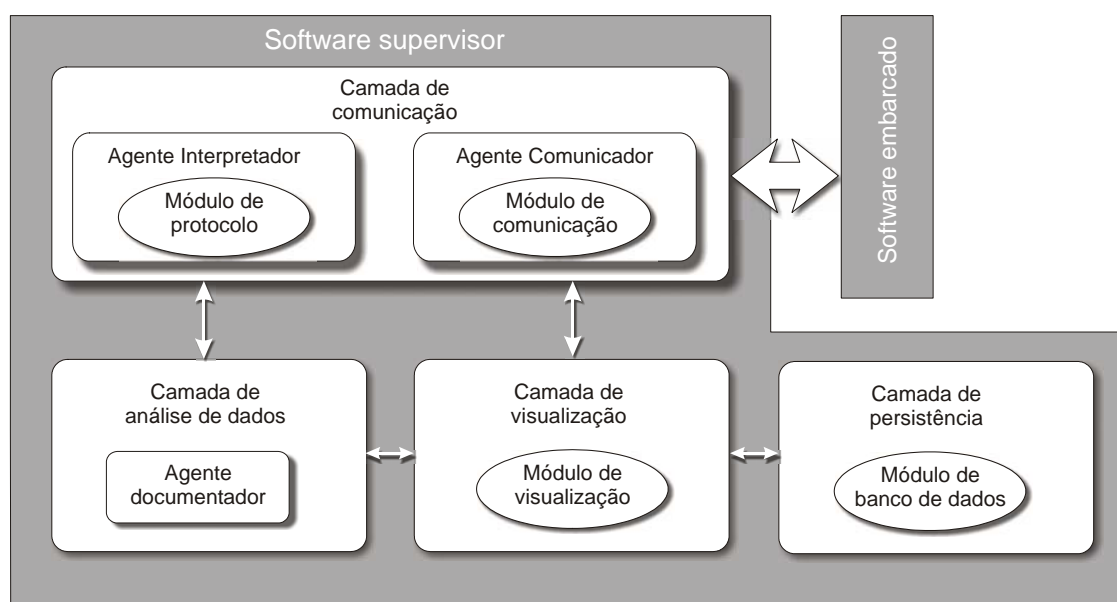 Software supervisor
Camada de
comunicação
Agente Interpretador
Módulo de
protocolo
Agente Comunicador
Módulo de
comunicação
Software embarcado
Camada de
análise de dados
Agente
documentador
Camada de
visualização
Módulo de
visualização
Camada de
persistência
Módulo de
banco de dados